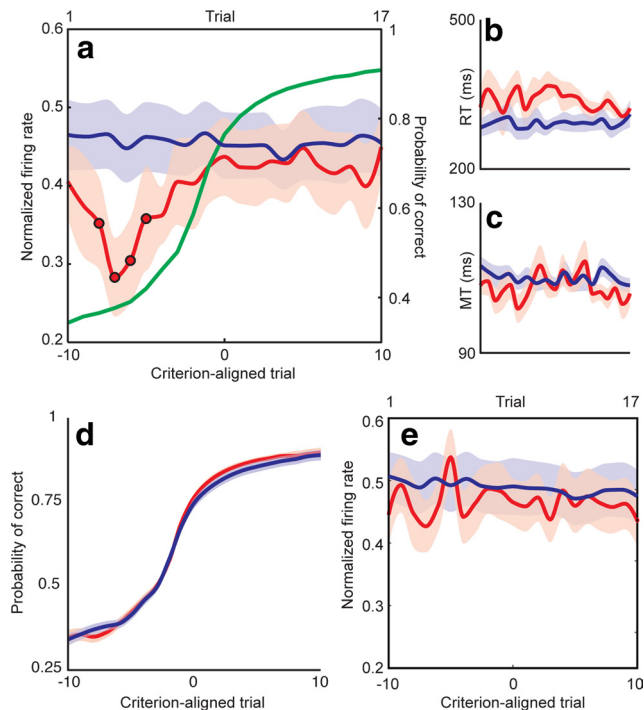 1 Trial 17
a
0.6
0.5
0.4
0.3
0.2
Normalized firing rate
1
0.8
0.6
0.4
Probability of correct
-10 0 10
Criterion-aligned trial
b
500
200
RT (ms)
c
130
90
MT (ms)
d
1
0.75
0.5
0.25
Probability of correct
-10 0 10
Criterion-aligned trial
1 Trial 17
e
0.6
0.5
0.4
0.3
0.2
Normalized firing rate
-10 0 10
Criterion-aligned trial